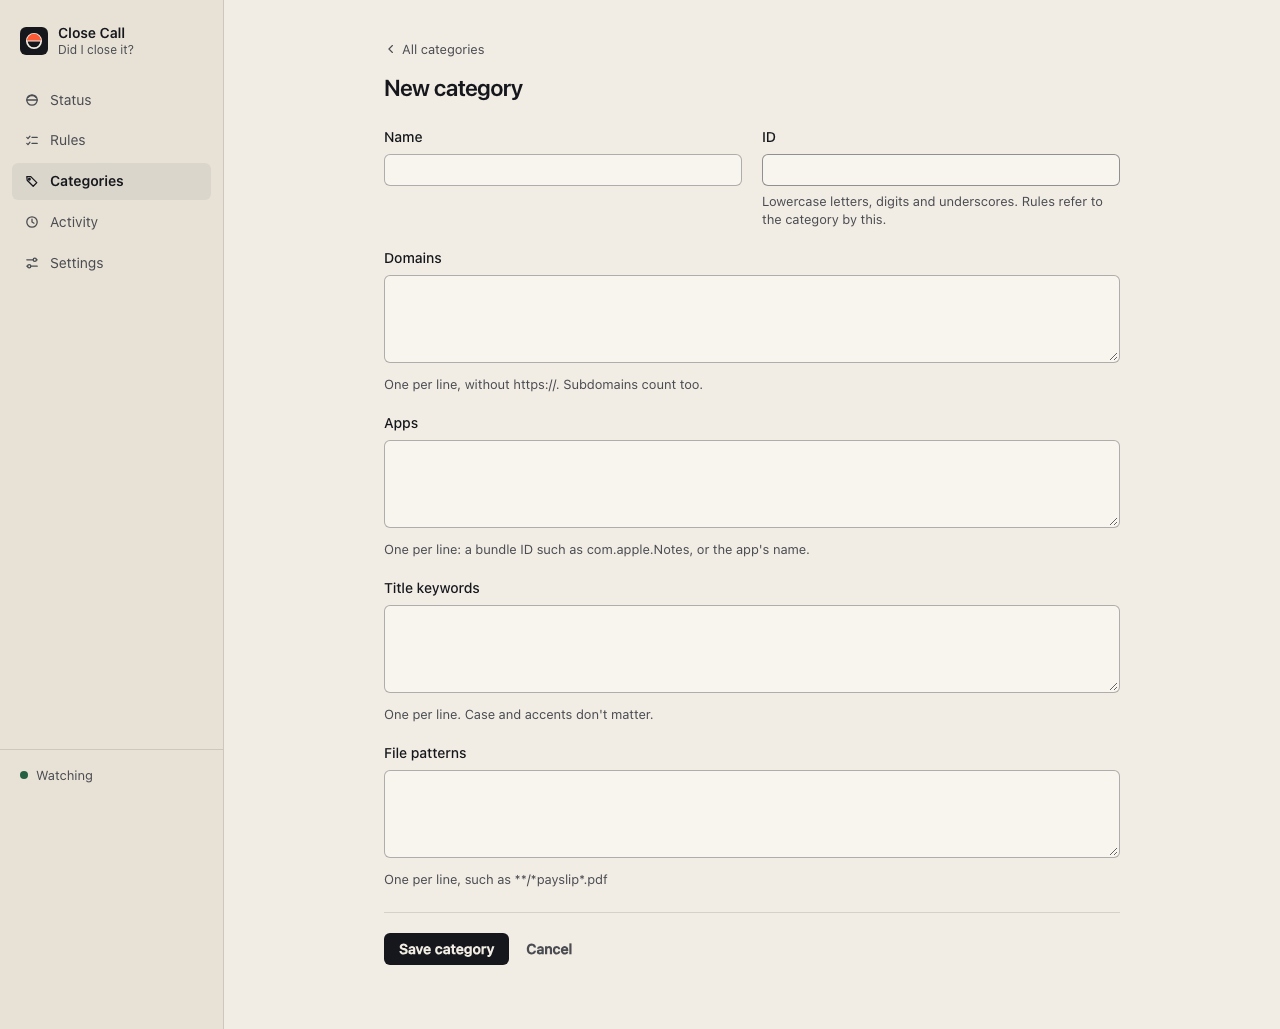 Close Call
Did I close it?
Status
Rules
Categories
Activity
Settings
Watching
All categories
New category
Name
ID
Lowercase letters, digits and underscores. Rules refer to
the category by this.
Domains
One per line, without https://. Subdomains count too.
Apps
One per line: a bundle ID such as com.apple.Notes, or the app's name.
Title keywords
One per line. Case and accents don't matter.
File patterns
One per line, such as **/*payslip*.pdf
Save category
Cancel